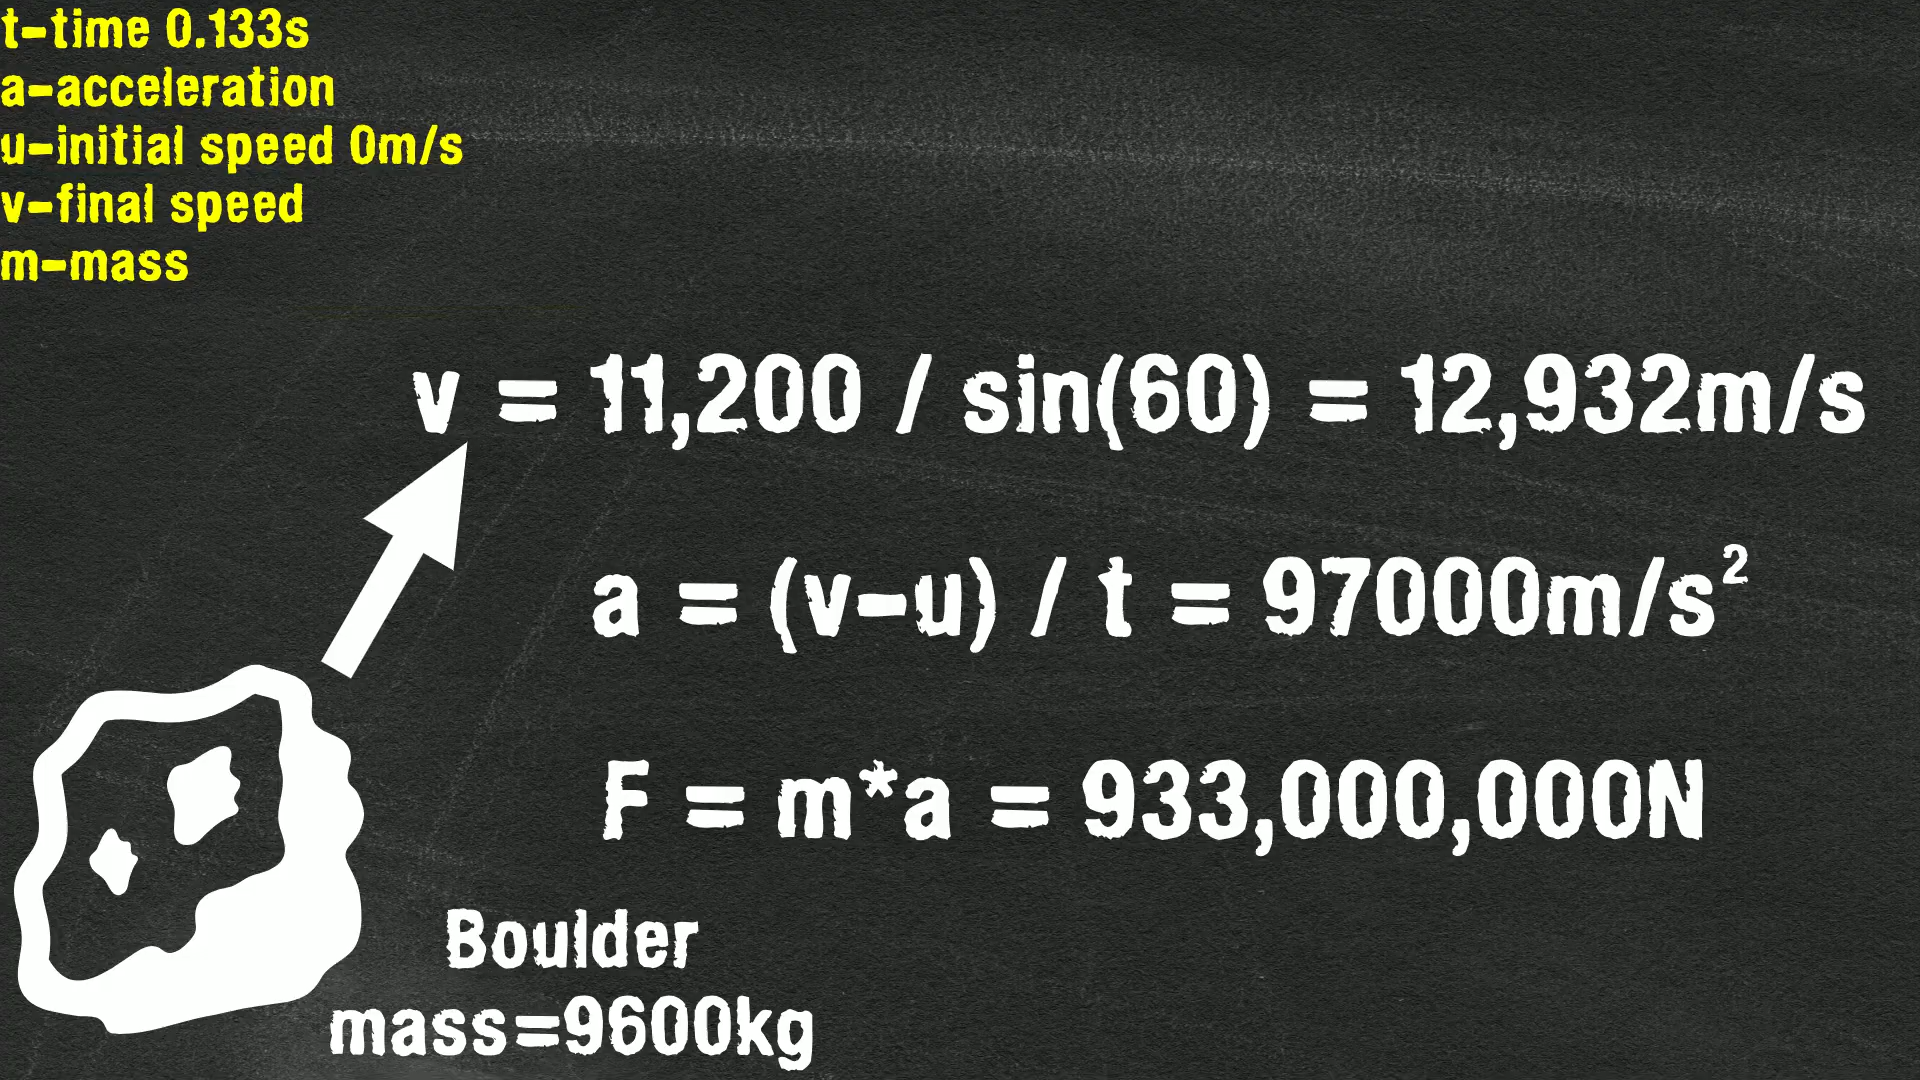 t-time 0.133s
a-acceleration
u-initial speed 0m/s
v-final speed
m-mass
v = 11,200 / sin(60) = 12,932m/s
a = (v-u) / t = 97000m/s²
F = m*a = 933,000,000N
Boulder
mass=9600kg